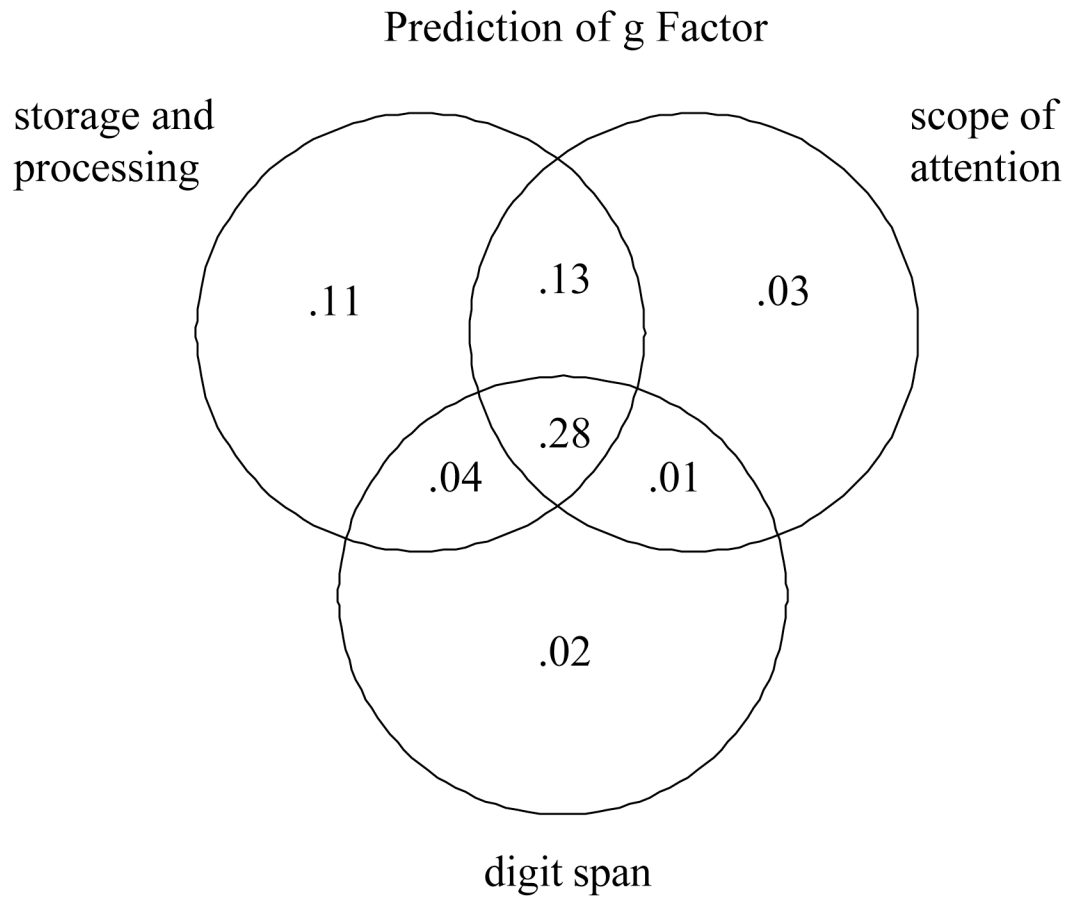 Prediction of g Factor
storage and
processing
scope of
attention
.11
.13
.03
.28
.04
.01
.02
digit span